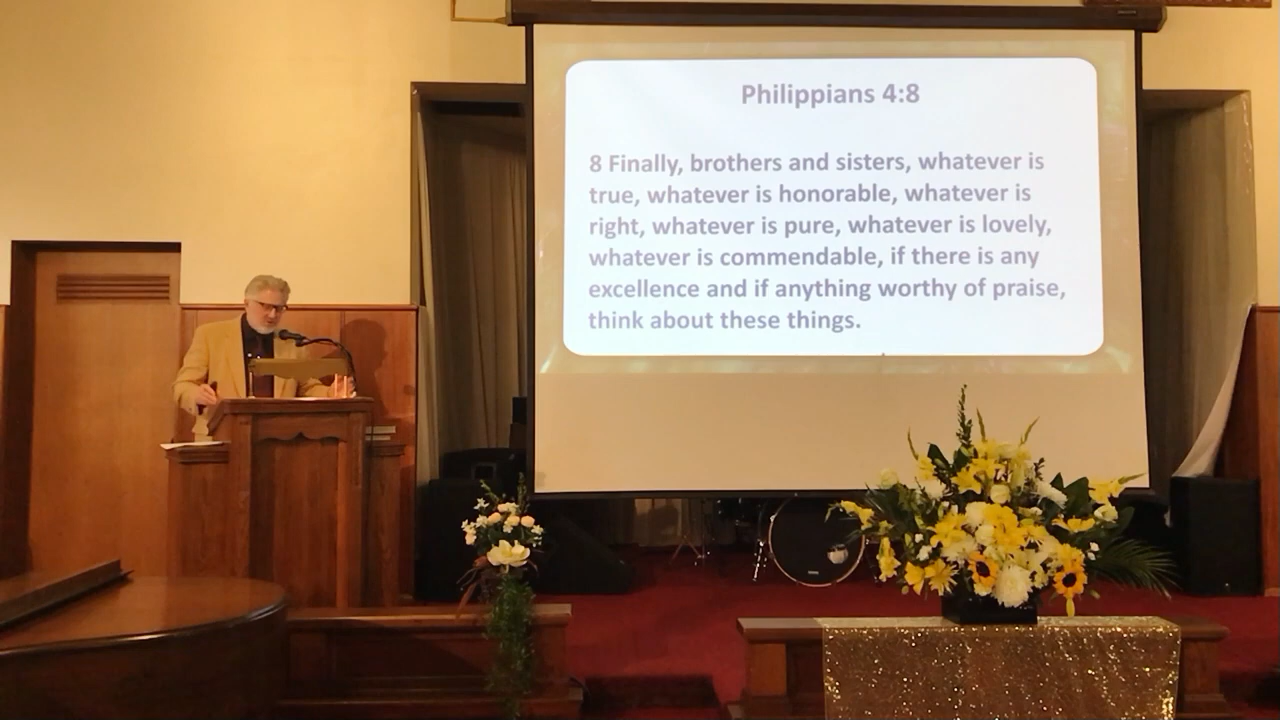 Philippians 4:8
8 Finally, brothers and sisters, whatever is
true, whatever is honorable, whatever is
right, whatever is pure, whatever is lovely,
whatever is commendable, if there is any
excellence and if anything worthy of praise,
think about these things.